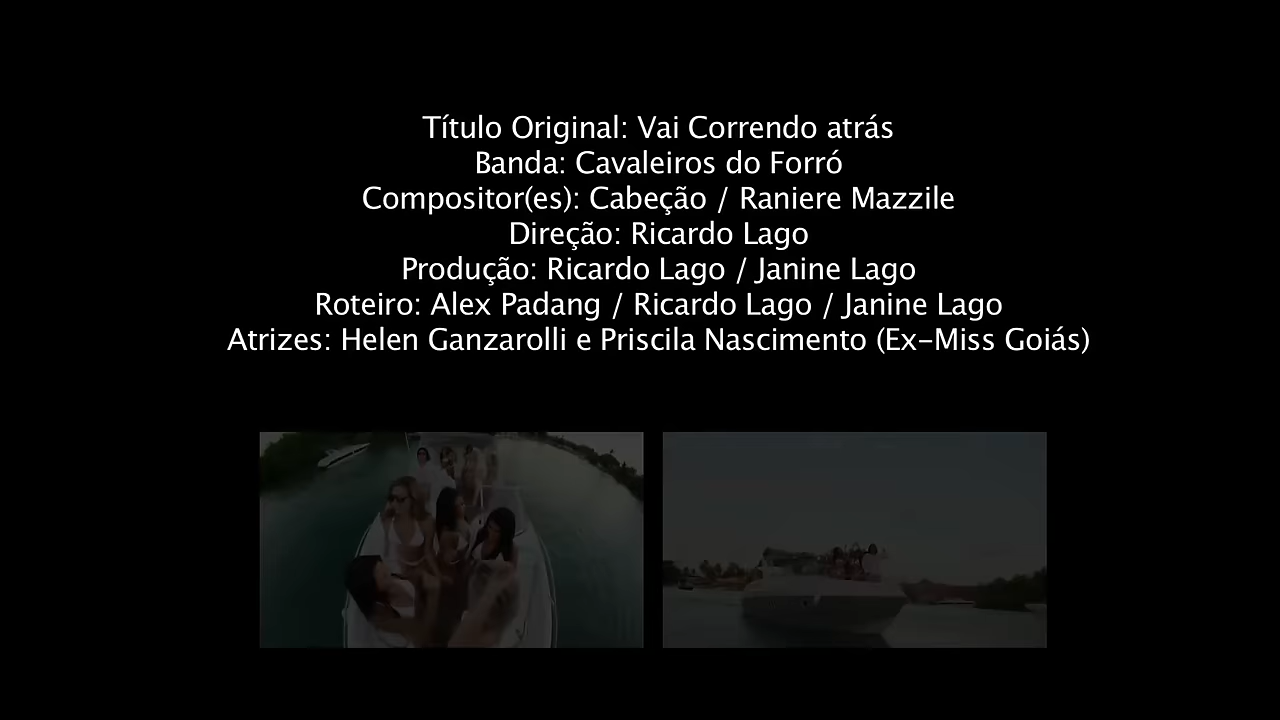 Título Original: Vai Correndo atrás
Banda: Cavaleiros do Forró
Compositor(es): Cabeção / Raniere Mazzile
Direção: Ricardo Lago
Produção: Ricardo Lago / Janine Lago
Roteiro: Alex Padang / Ricardo Lago / Janine Lago
Atrizes: Helen Ganzarolli e Priscila Nascimento (Ex-Miss Goiás)